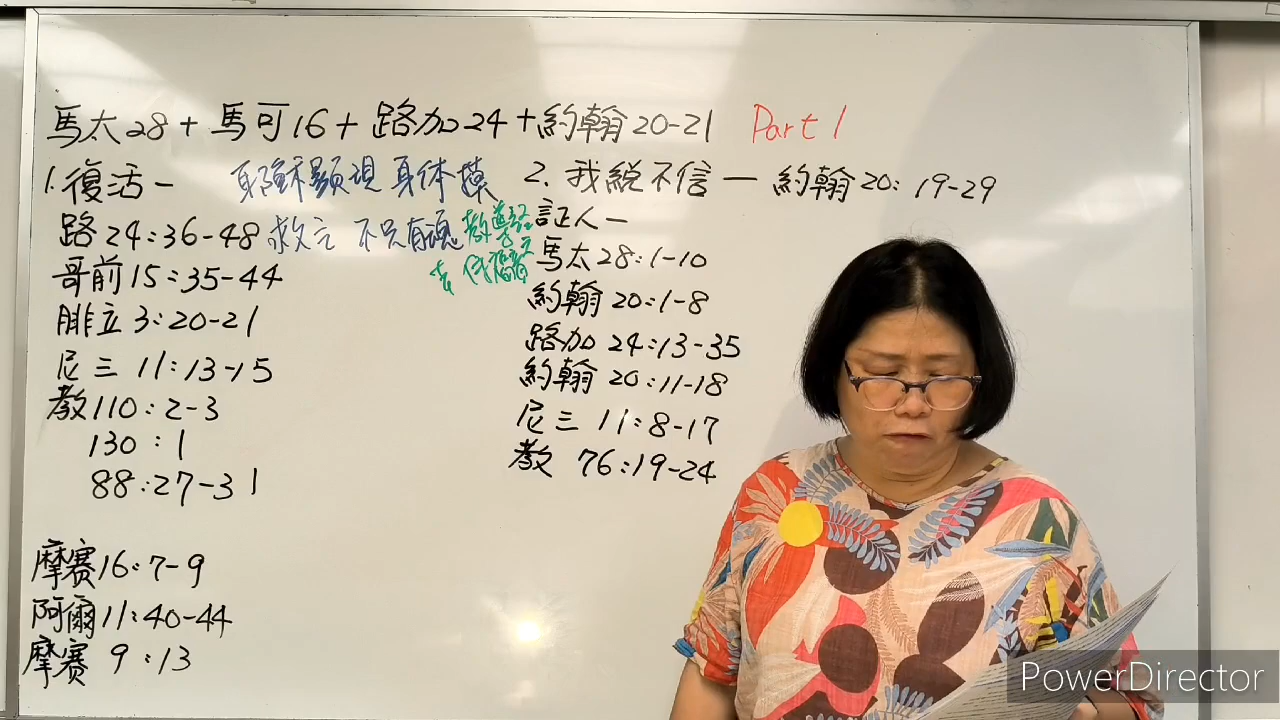 馬太28+馬可16+路加24+約翰20-21 Part 1
1.復活一 耶穌顯現 身体摸
路24:36-48 救主 不只有魂
哥前15:35-44
腓立3:20-21
尼三 11:13-15
教110:2-3
130:1
88:27-31
摩賽16:7-9
阿爾11:40-44
摩賽 9:13
2.我總不信一約翰20:19-29
証人一
馬太28:1-10
約翰20:1-8
路加 24:13-35
約翰 20:11-18
尼三 11:8-17
教 76:19-24
PowerDirector